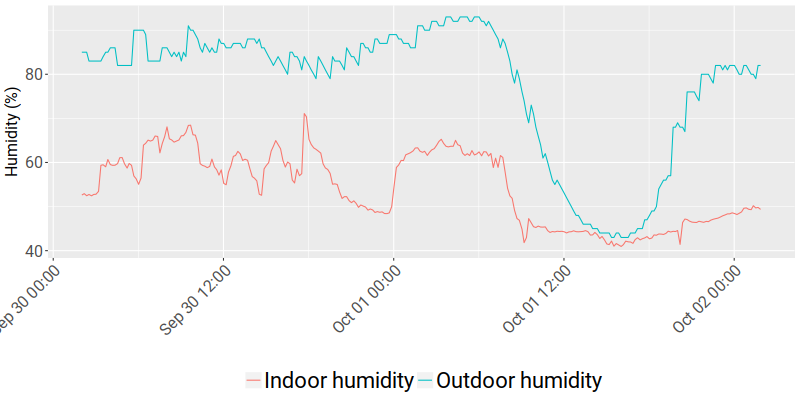 Humidity (%)
80
60
40
30 00:00
Sep 30 12:00
Oct 01 00:00
Oct 01 12:00
Oct 02 00:00
Indoor humidity
Outdoor humidity